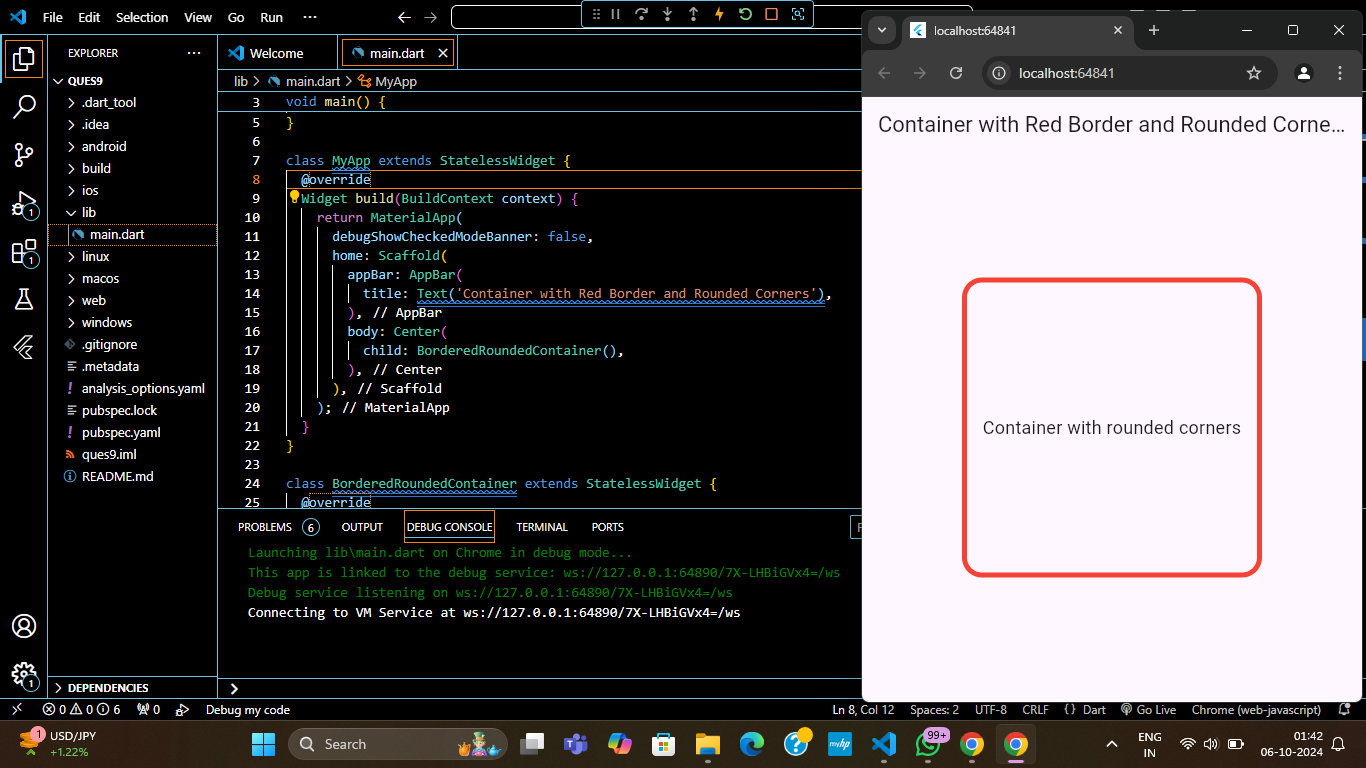 File Edit Selection View Go Run ···
EXPLORER ···
QUES9
.dart_tool
.idea
android
build
ios
lib
main.dart
linux
macos
web
windows
.gitignore
.metadata
! analysis_options.yaml
pubspec.lock
! pubspec.yaml
ques9.iml
README.md
DEPENDENCIES
1
1
1
Welcome
main.dart
lib > main.dart > MyApp
3 void main() {
5 }
6
7 class MyApp extends StatelessWidget {
8 @override
9 Widget build(BuildContext context) {
10 return MaterialApp(
11 debugShowCheckedModeBanner: false,
12 home: Scaffold(
13 appBar: AppBar(
14 title: Text('Container with Red Border and Rounded Corners'),
15 ), // AppBar
16 body: Center(
17 child: BorderedRoundedContainer(),
18 ), // Center
19 ), // Scaffold
20 ); // MaterialApp
21 }
22 }
23
24 class BorderedRoundedContainer extends StatelessWidget {
25 @override
PROBLEMS 6 OUTPUT DEBUG CONSOLE TERMINAL PORTS
Launching lib\main.dart on Chrome in debug mode...
This app is linked to the debug service: ws://127.0.0.1:64890/7X-LHBiGVx4=/ws
Debug service listening on ws://127.0.0.1:64890/7X-LHBiGVx4=/ws
Connecting to VM Service at ws://127.0.0.1:64890/7X-LHBiGVx4=/ws
localhost:64841
localhost:64841
Container with Red Border and Rounded Corne...
Container with rounded corners
0 0 6 0 Debug my code Ln 8, Col 12 Spaces: 2 UTF-8 CRLF { } Dart Go Live Chrome (web-javascript)
1 USD/JPY
+1.22%
Search
myhp
99+
ENG
IN
01:42
06-10-2024